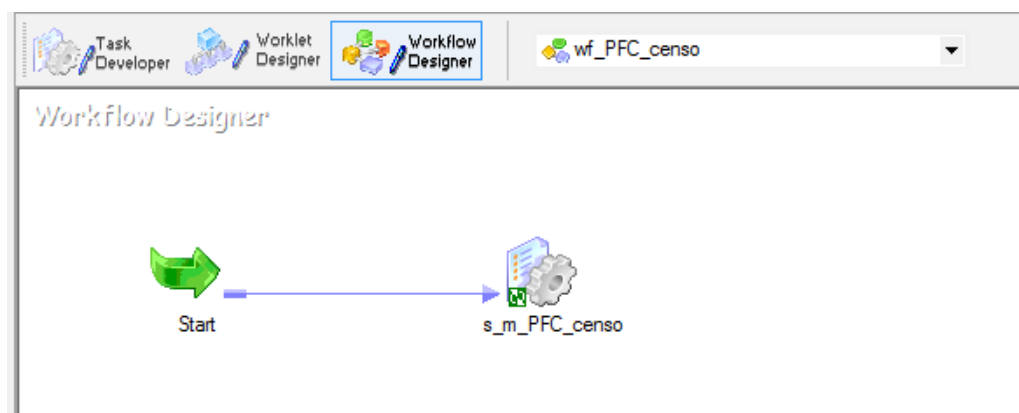 Task
Developer
Worklet
Designer
Workflow
Designer
wf_PFC_censo
Workflow Designer
Start
s_m_PFC_censo